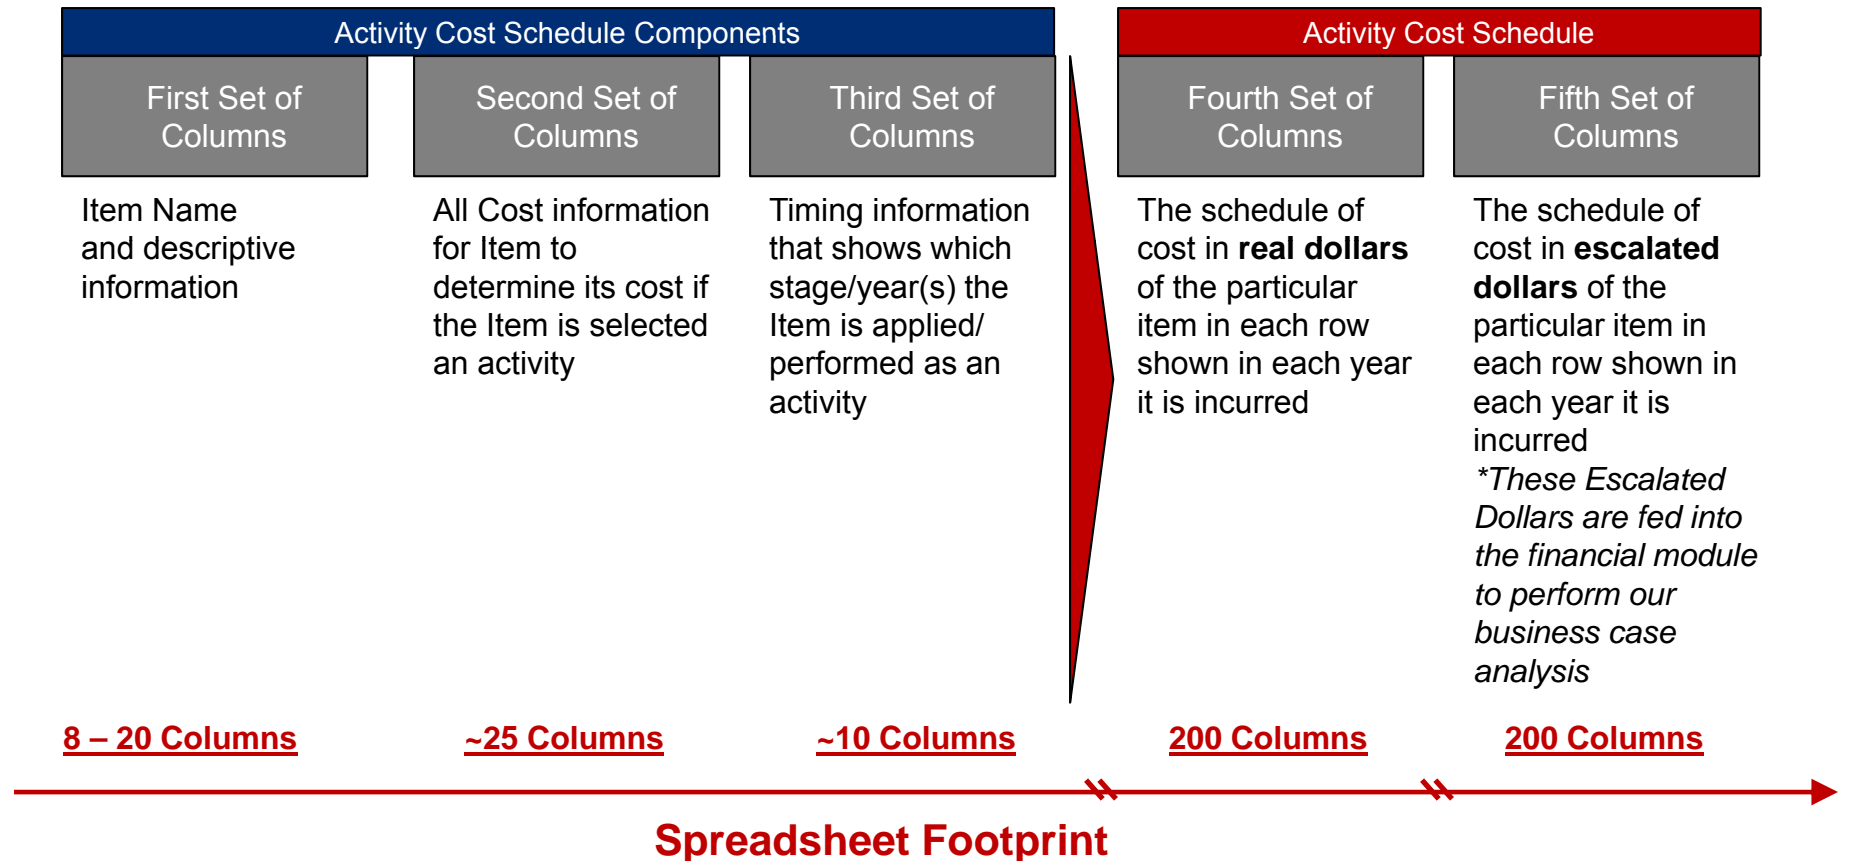 Activity Cost Schedule Components
Activity Cost Schedule
First Set of
Columns
Second Set of
Columns
Third Set of
Columns
Fourth Set of
Columns
Fifth Set of
Columns
Item Name
and descriptive
information
All Cost information
for Item to
determine its cost if
the Item is selected
an activity
Timing information
that shows which
stage/year(s) the
Item is applied/
performed as an
activity
The schedule of
cost in real dollars
of the particular
item in each row
shown in each year
it is incurred
The schedule of
cost in escalated
dollars of the
particular item in
each row shown in
each year it is
incurred
*These Escalated
Dollars are fed into
the financial module
to perform our
business case
analysis
8 – 20 Columns
~25 Columns
~10 Columns
200 Columns
200 Columns
Spreadsheet Footprint